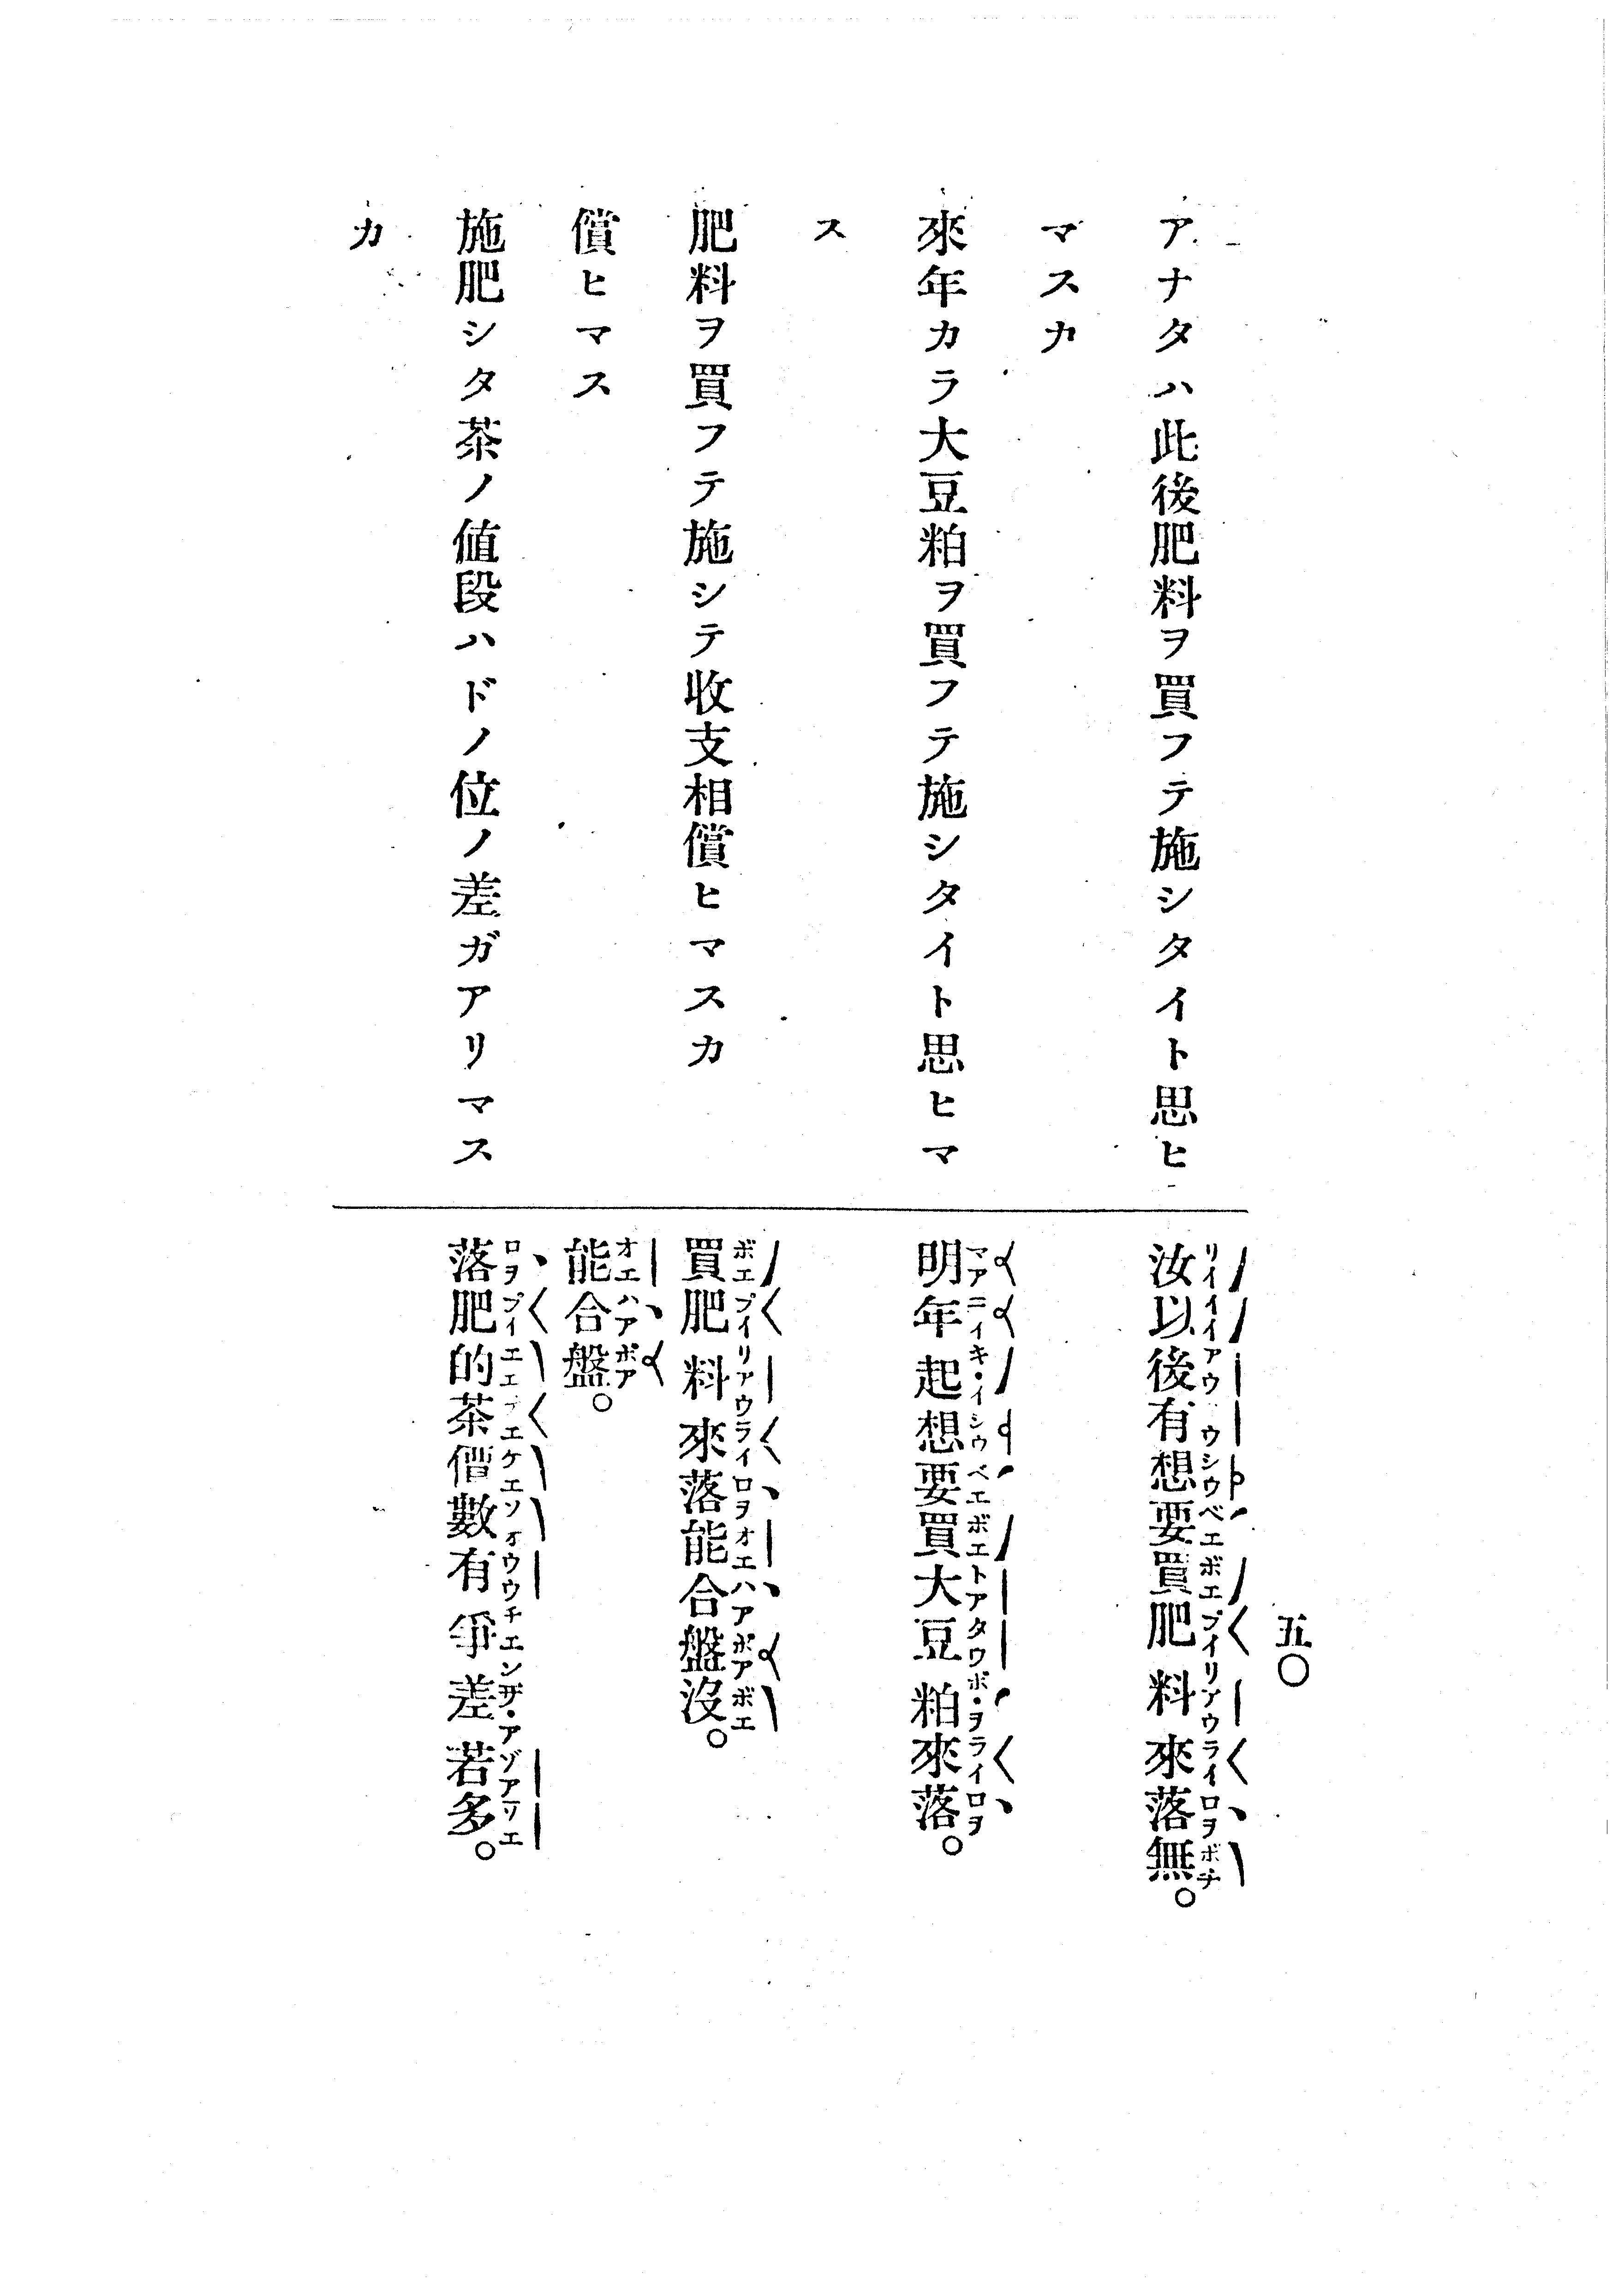 五〇
アナタハ此後肥料ヲ買フテ施シタイト思ヒ
マスカ
來年カラ大豆粕ヲ買フテ施シタイト思ヒマ
ス
肥料ヲ買フテ施シテ收支相償ヒマスカ
償ヒマス
施肥シタ茶ノ値段ハドノ位ノ差ガアリマス
カ
汝以後有想要買肥料來落無。
明年起想要買大豆粕來落。
買肥料來落能合盤沒。
能合盤。
落肥的茶價數有爭差若多。